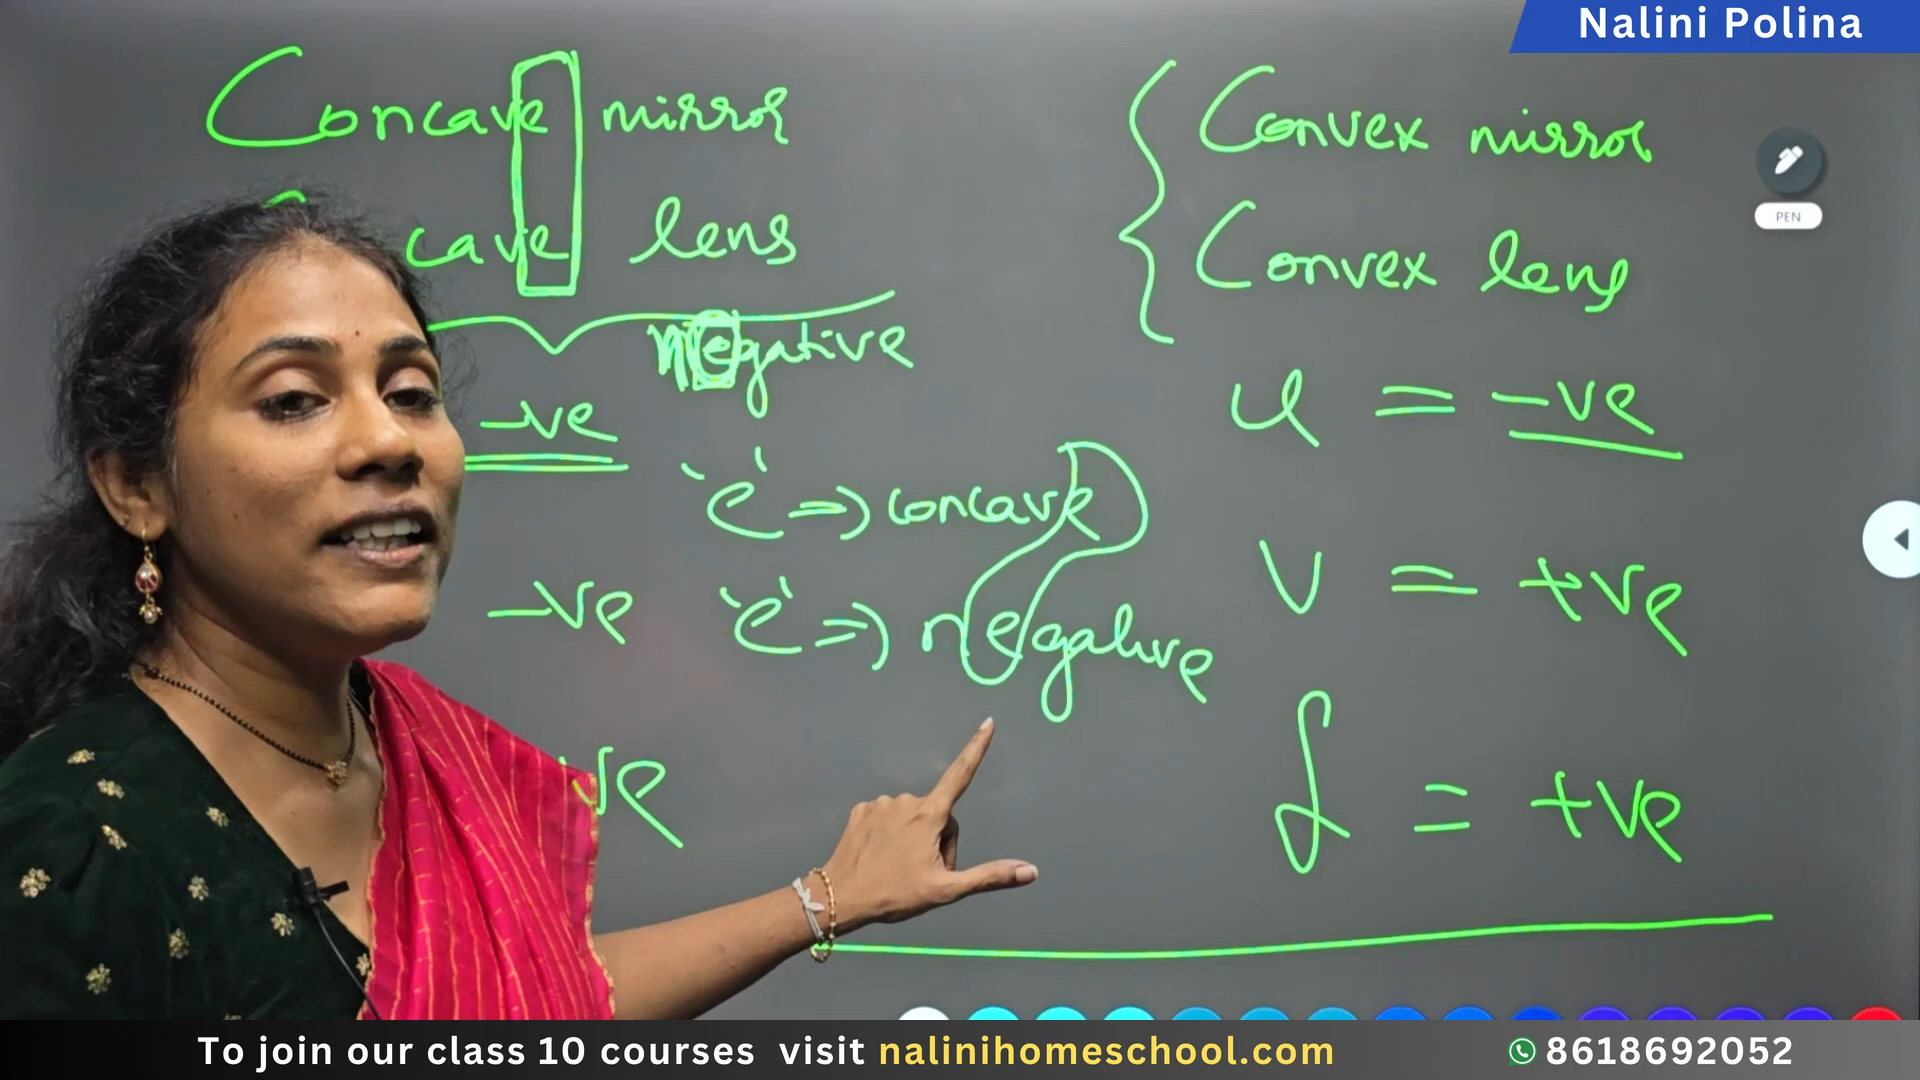 Nalini Polina
Concave mirror
cave lens
negative
-ve
'e' => concave
-ve 'e' => negative
ve
Convex mirror
Convex lens
u = -ve
v = +ve
f = +ve
PEN
To join our class 10 courses visit nalinihomeschool.com
8618692052